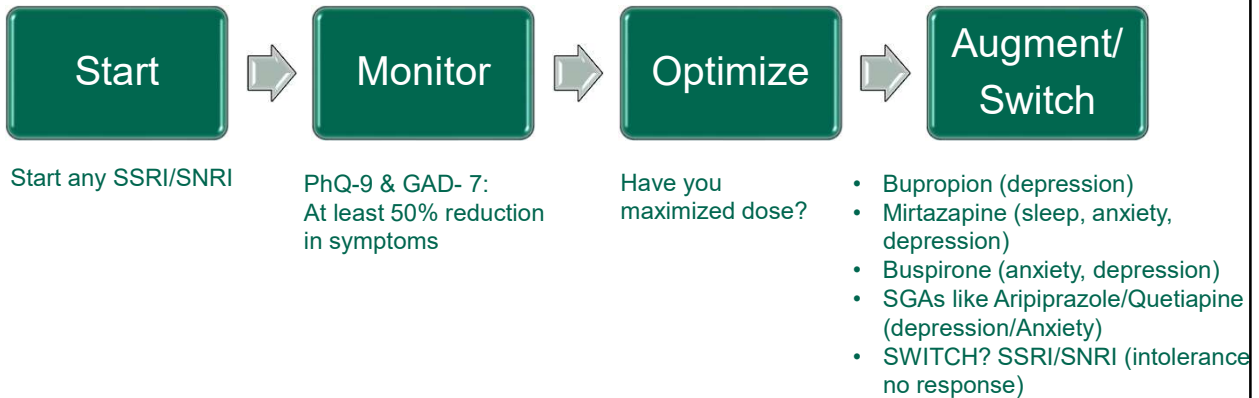 Start
Monitor
Optimize
Augment/
Switch
Start any SSRI/SNRI
PhQ-9 & GAD- 7:
At least 50% reduction
in symptoms
Have you
maximized dose?
• Bupropion (depression)
• Mirtazapine (sleep, anxiety,
depression)
• Buspirone (anxiety, depression)
• SGAs like Aripiprazole/Quetiapine
(depression/Anxiety)
• SWITCH? SSRI/SNRI (intolerance
no response)